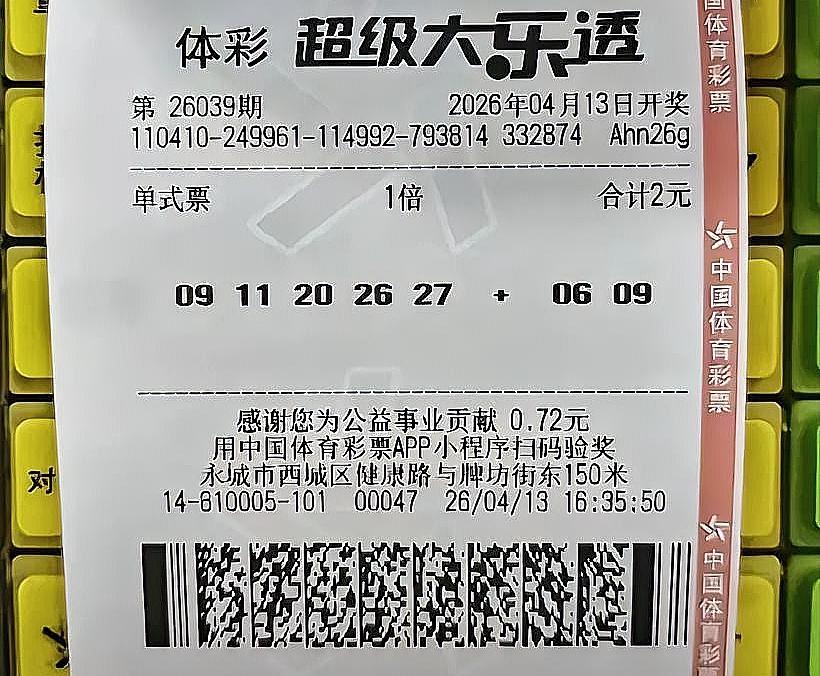 体彩 超级大乐透
第 26039期 2026年04月13日开奖
110410-249961-114992-793814 332874 Ahn26g
单式票 1倍 合计2元
09 11 20 26 27 + 06 09
感谢您为公益事业贡献 0.72元
用中国体育彩票APP小程序扫码验奖
永城市西城区健康路与牌坊街东150米
14-810005-101 00047 26/04/13 16:35:50
国体育彩票
中国体育彩票
中国体育彩
对